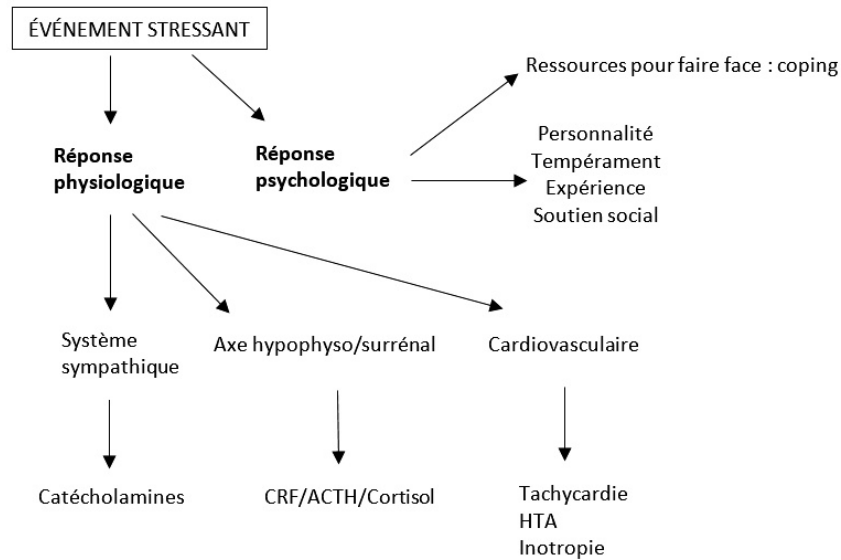 ÉVÉNEMENT STRESSANT
Ressources pour faire face : coping
Réponse
physiologique
Réponse
psychologique
Personnalité
Tempérament
Expérience
Soutien social
Système
sympathique
Axe hypophyso/surrénal
Cardiovasculaire
Catécholamines
CRF/ACTH/Cortisol
Tachycardie
HTA
Inotropie